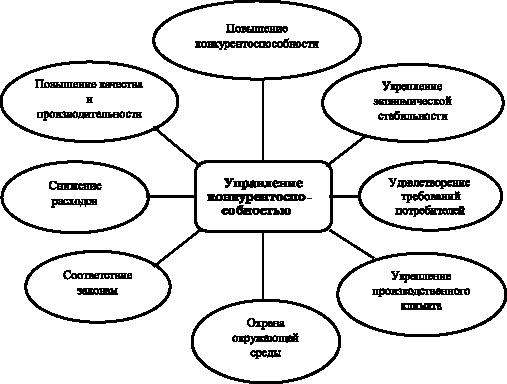 Повышение
конкурентоспособности
Повышение качества
и
производительности
Укрепление
экономической
стабильности
Управление
конкурентоспо-
собностью
Снижение
расходов
Удовлетворение
требований
потребителей
Соответствие
законам
Укрепление
производственного
климата
Охрана
окружающей
среды